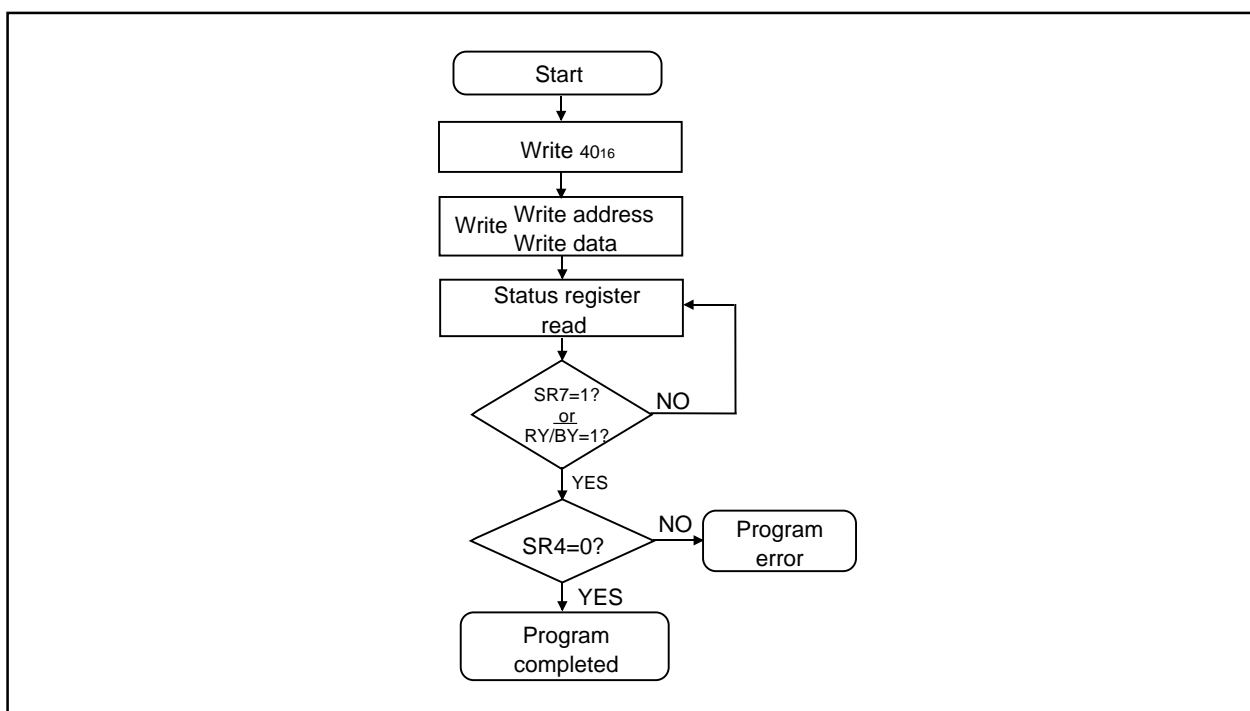 Start
Write 40₁₆
Write Write address
Write data
Status register
read
SR7=1?
or
RY/B̅Y̅=1?
NO
YES
SR4=0?
NO
Program
error
YES
Program
completed